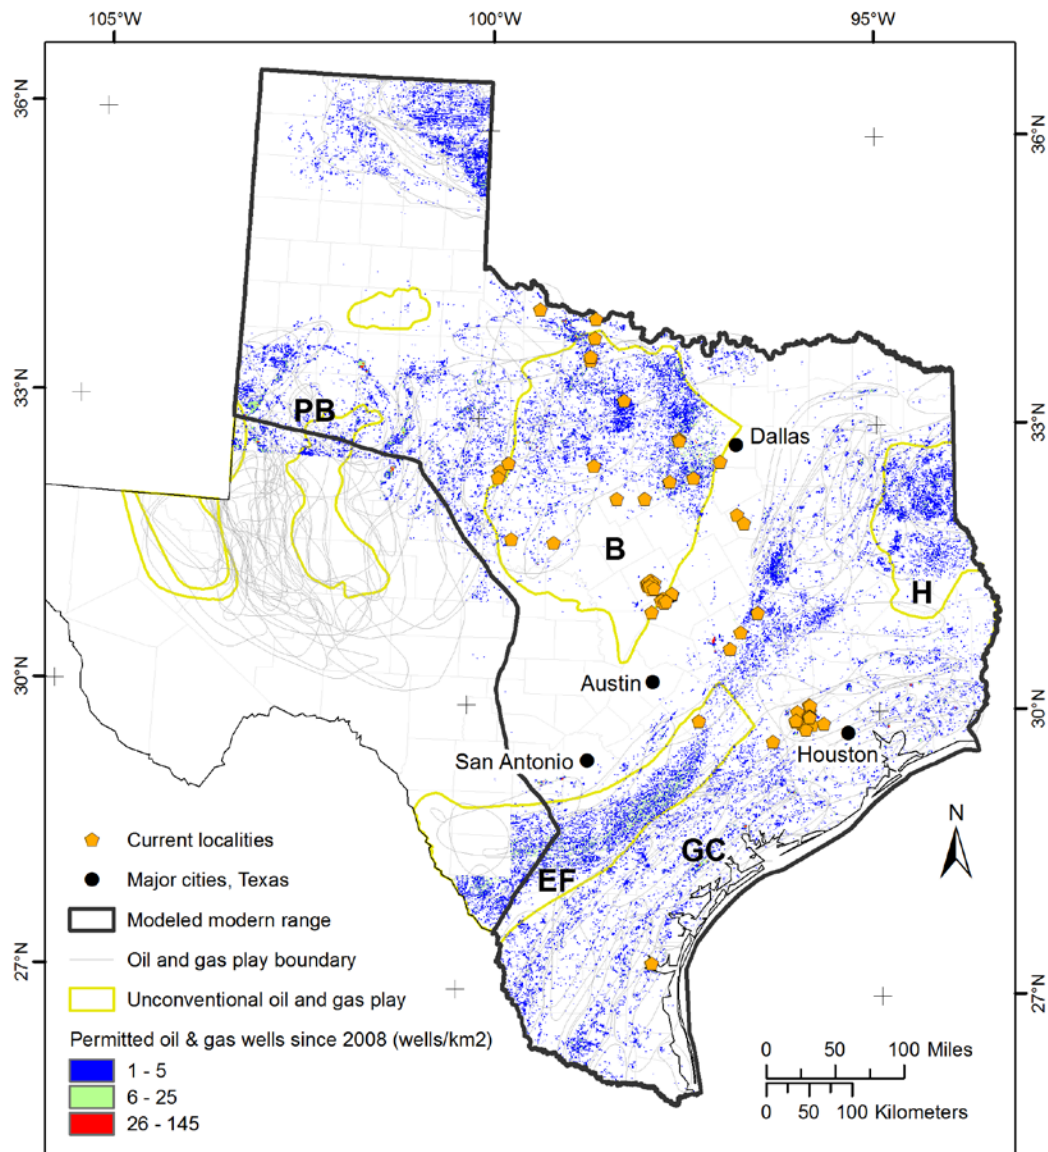 105°W 100°W 95°W
36°N 36°N
33°N 33°N
PB
Dallas
B
H
30°N 30°N
Austin
San Antonio
Houston
N
GC
EF
27°N 27°N
Current localities
Major cities, Texas
Modeled modern range
Oil and gas play boundary
Unconventional oil and gas play
Permitted oil & gas wells since 2008 (wells/km2)
1 - 5
6 - 25
26 - 145
0 50 100 Miles
0 50 100 Kilometers